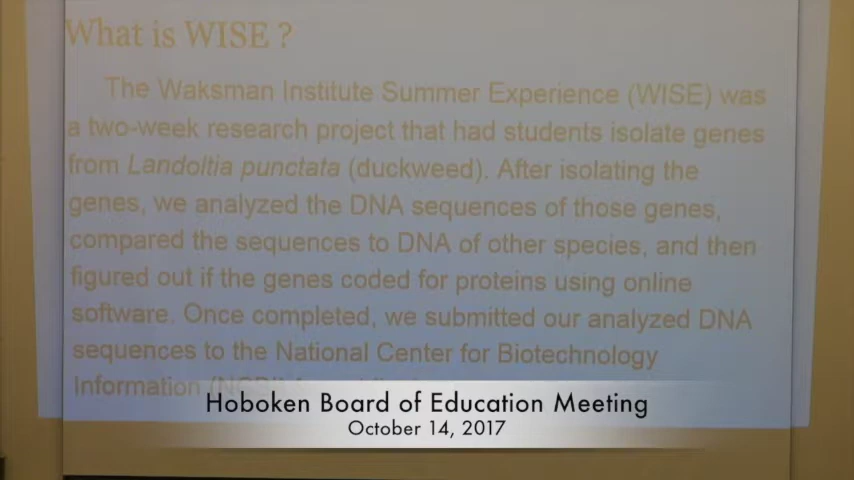 What is WISE ?
The Waksman Institute Summer Experience (WISE) was
a two-week research project that had students isolate genes
from Landoltia punctata (duckweed). After isolating the
genes, we analyzed the DNA sequences of those genes,
compared the sequences to DNA of other species, and then
figured out if the genes coded for proteins using online
software. Once completed, we submitted our analyzed DNA
sequences to the National Center for Biotechnology
Information (NCBI)
Hoboken Board of Education Meeting
October 14, 2017